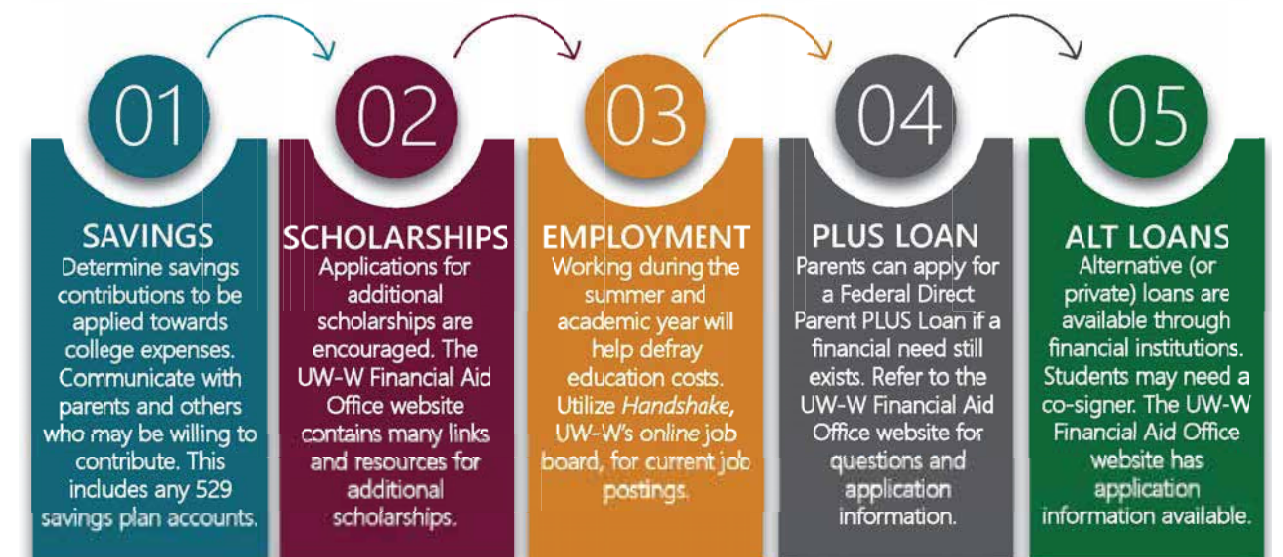 01
SAVINGS
Determine savings
contributions to be
applied towards
college expenses.
Communicate with
parents and others
who may be willing to
contribute. This
includes any 529
savings plan accounts.
02
SCHOLARSHIPS
Applications for
additional
scholarships are
encouraged. The
UW-W Financial Aid
Office website
contains many links
and resources for
additional
scholarships.
03
EMPLOYMENT
Working during the
summer and
academic year will
help defray
education costs.
Utilize Handshake,
UW-W's online job
board, for current job
postings.
04
PLUS LOAN
Parents can apply for
a Federal Direct
Parent PLUS Loan if a
financial need still
exists. Refer to the
UW-W Financial Aid
Office website for
questions and
application
information.
05
ALT LOANS
Alternative (or
private) loans are
available through
financial institutions.
Students may need a
co-signer. The UW-W
Financial Aid Office
website has
application
information available.